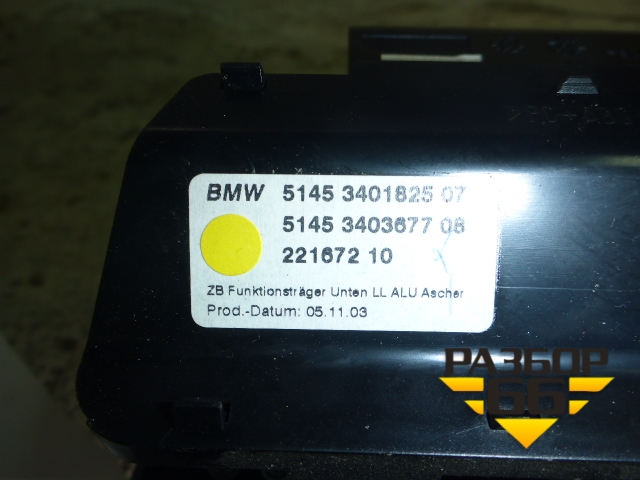 BMW 5145 3401825 07
5145 3403677 08
221672 10
ZB Funktionsträger Unten LL ALU Ascher
Prod.-Datum: 05.11.03
РАЗБОР
66